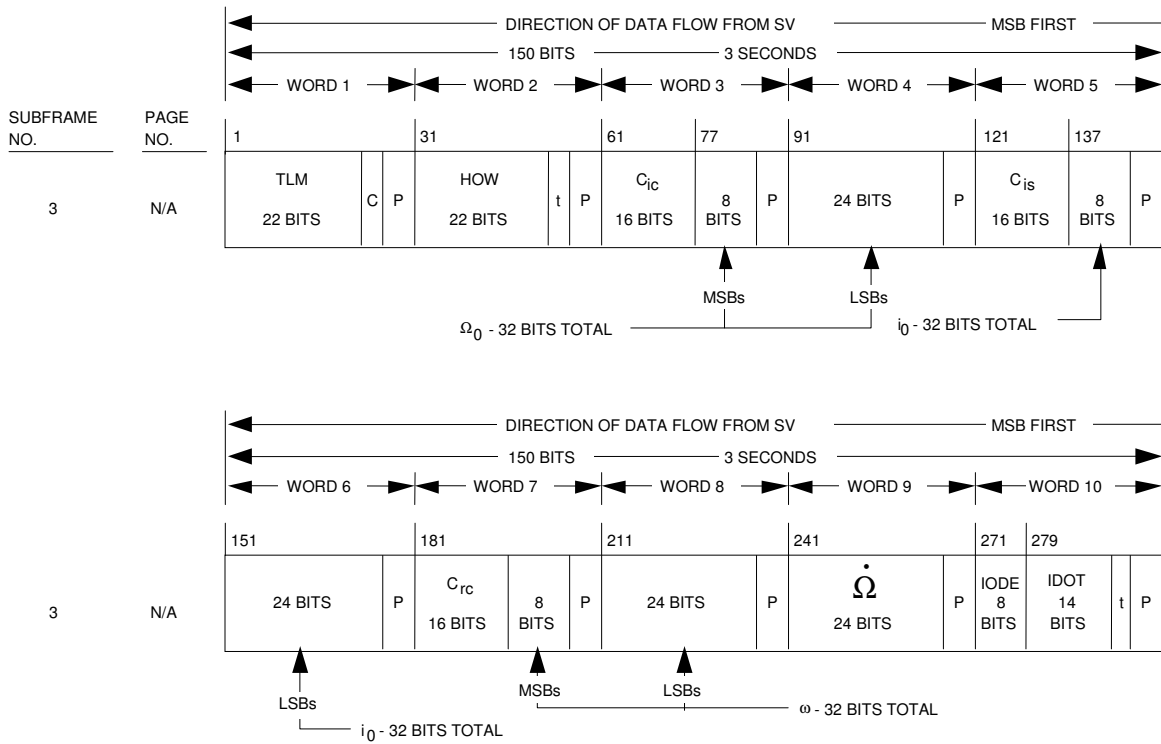 DIRECTION OF DATA FLOW FROM SV MSB FIRST
150 BITS 3 SECONDS
WORD 1 WORD 2 WORD 3 WORD 4 WORD 5
SUBFRAME NO. PAGE NO.
1 31 61 77 91 121 137
3 N/A
TLM 22 BITS C P HOW 22 BITS t P Cic 16 BITS 8 BITS P 24 BITS P Cis 16 BITS 8 BITS P
MSBs LSBs
Ω0 - 32 BITS TOTAL i0 - 32 BITS TOTAL
DIRECTION OF DATA FLOW FROM SV MSB FIRST
150 BITS 3 SECONDS
WORD 6 WORD 7 WORD 8 WORD 9 WORD 10
151 181 211 241 271 279
3 N/A
24 BITS P Crc 16 BITS 8 BITS P 24 BITS P Ω̇ 24 BITS P IODE 8 BITS IDOT 14 BITS t P
LSBs MSBs LSBs
i0 - 32 BITS TOTAL ω - 32 BITS TOTAL